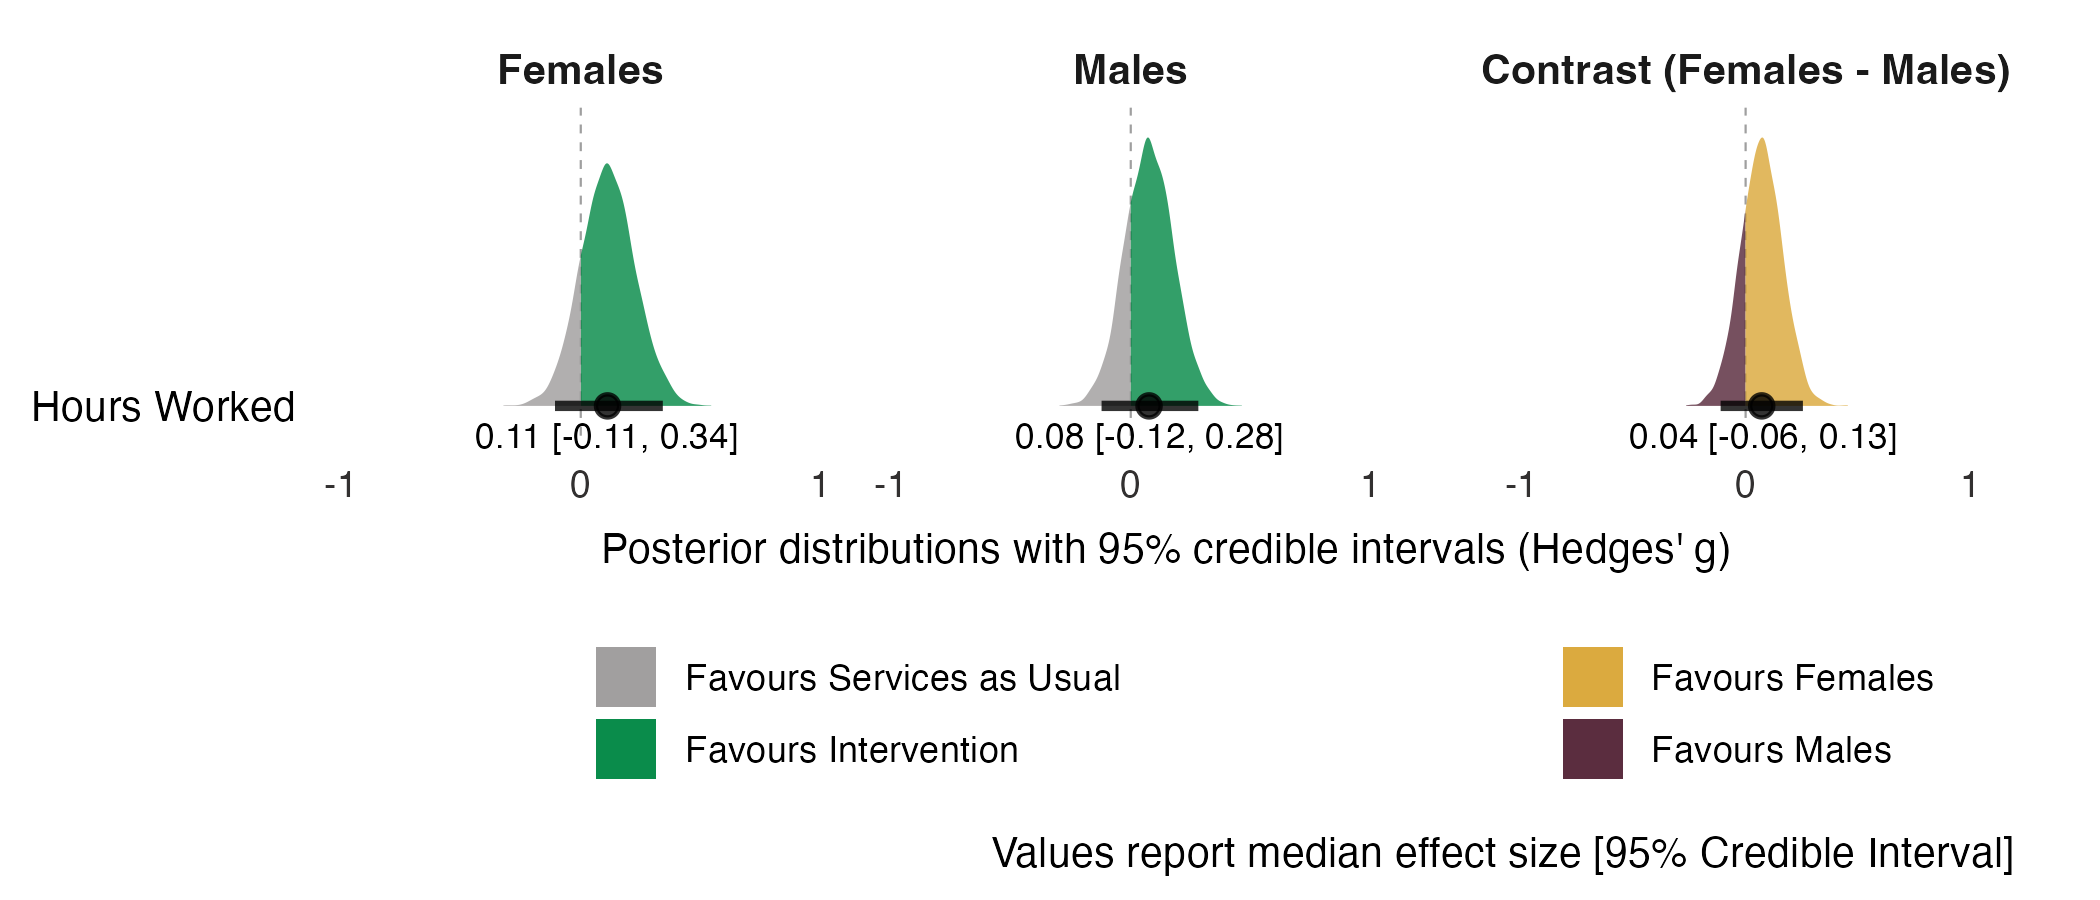 Females Males Contrast (Females - Males)
Hours Worked
0.11 [-0.11, 0.34] 0.08 [-0.12, 0.28] 0.04 [-0.06, 0.13]
-1 0 1 -1 0 1 -1 0 1
Posterior distributions with 95% credible intervals (Hedges' g)
Favours Services as Usual Favours Females
Favours Intervention Favours Males
Values report median effect size [95% Credible Interval]